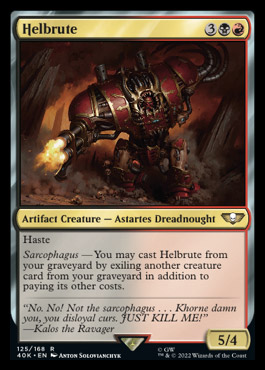 Helbrute 3
Artifact Creature — Astartes Dreadnought
Haste
Sarcophagus — You may cast Helbrute from
your graveyard by exiling another creature
card from your graveyard in addition to
paying its other costs.
“No. No! Not the sarcophagus . . . Khorne damn
you, you disloyal curs. JUST KILL ME!”
—Kalos the Ravager
5/4
125/168 R
40K • EN Anton Solovianchyk
© GW
™ & © 2022 Wizards of the Coast